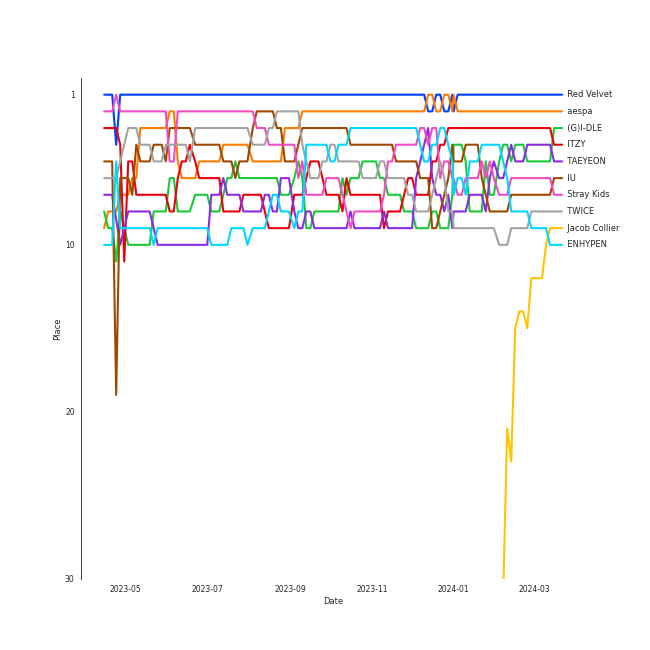 1
10
20
30
Place
Red Velvet
aespa
(G)I-DLE
ITZY
TAEYEON
IU
Stray Kids
TWICE
Jacob Collier
ENHYPEN
2023-05 2023-07 2023-09 2023-11 2024-01 2024-03
Date